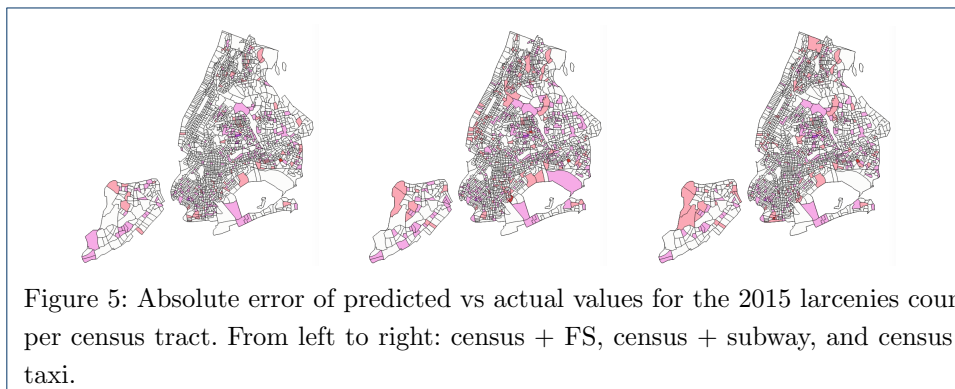 Figure 5: Absolute error of predicted vs actual values for the 2015 larcenies coun
per census tract. From left to right: census + FS, census + subway, and census
taxi.